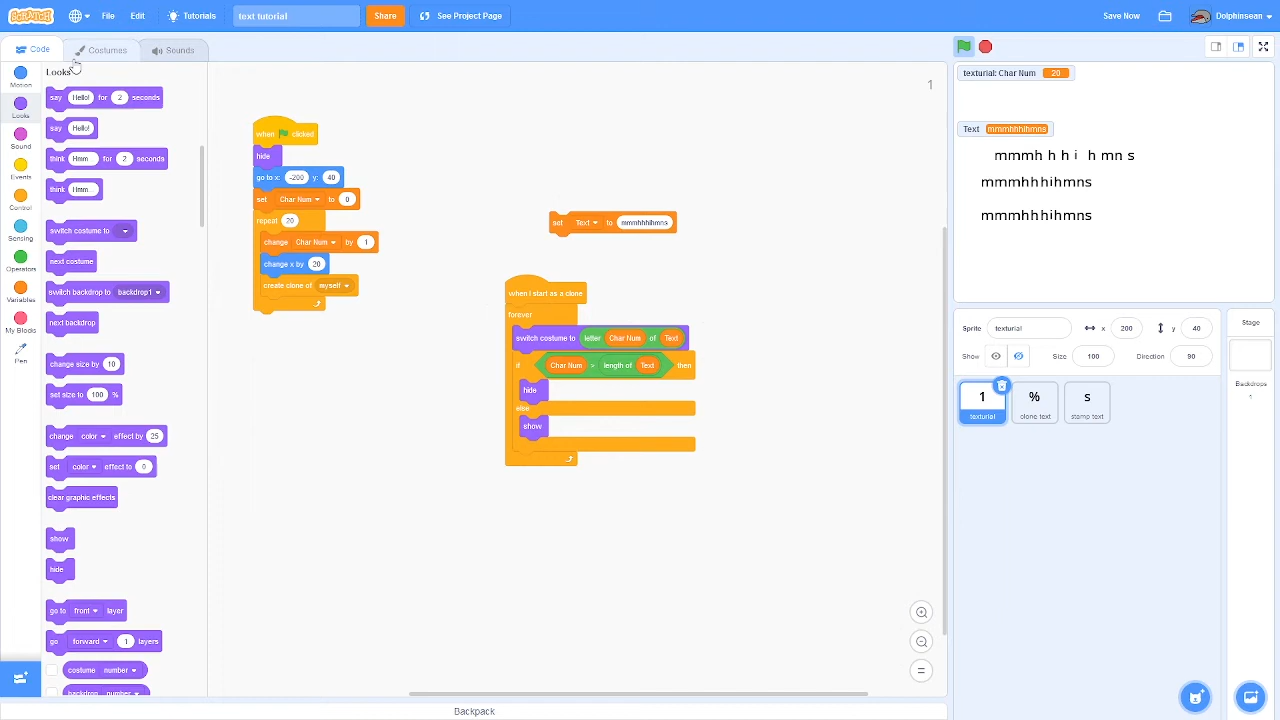 SCRATCH File Edit Tutorials text tutorial Share See Project Page Save Now Dolphinsean
Code Costumes Sounds
Motion
Looks
Sound
Events
Control
Sensing
Operators
Variables
My Blocks
Pen
Looks
say Hello! for 2 seconds
say Hello!
think Hmm... for 2 seconds
think Hmm...
switch costume to
next costume
switch backdrop to backdrop1
next backdrop
change size by 10
set size to 100 %
change color effect by 25
set color effect to 0
clear graphic effects
show
hide
go to front layer
go forward 1 layers
costume number
backdrop number
when clicked
hide
go to x: -200 y: 40
set Char Num to 0
repeat 20
change Char Num by 1
change x by 20
create clone of myself
set Text to mmmhhhihmns
when I start as a clone
forever
switch costume to letter Char Num of Text
if Char Num > length of Text then
hide
else
show
1
=
texturial: Char Num 20
Text mmmhhhihmns
mmmh h h i h mn s
mmmhhhihmns
mmmhhhihmns
Sprite texturial x 200 y 40
Show Size 100 Direction 90
1 texturial
% clone text
s stamp text
Stage
Backdrops
1
Backpack